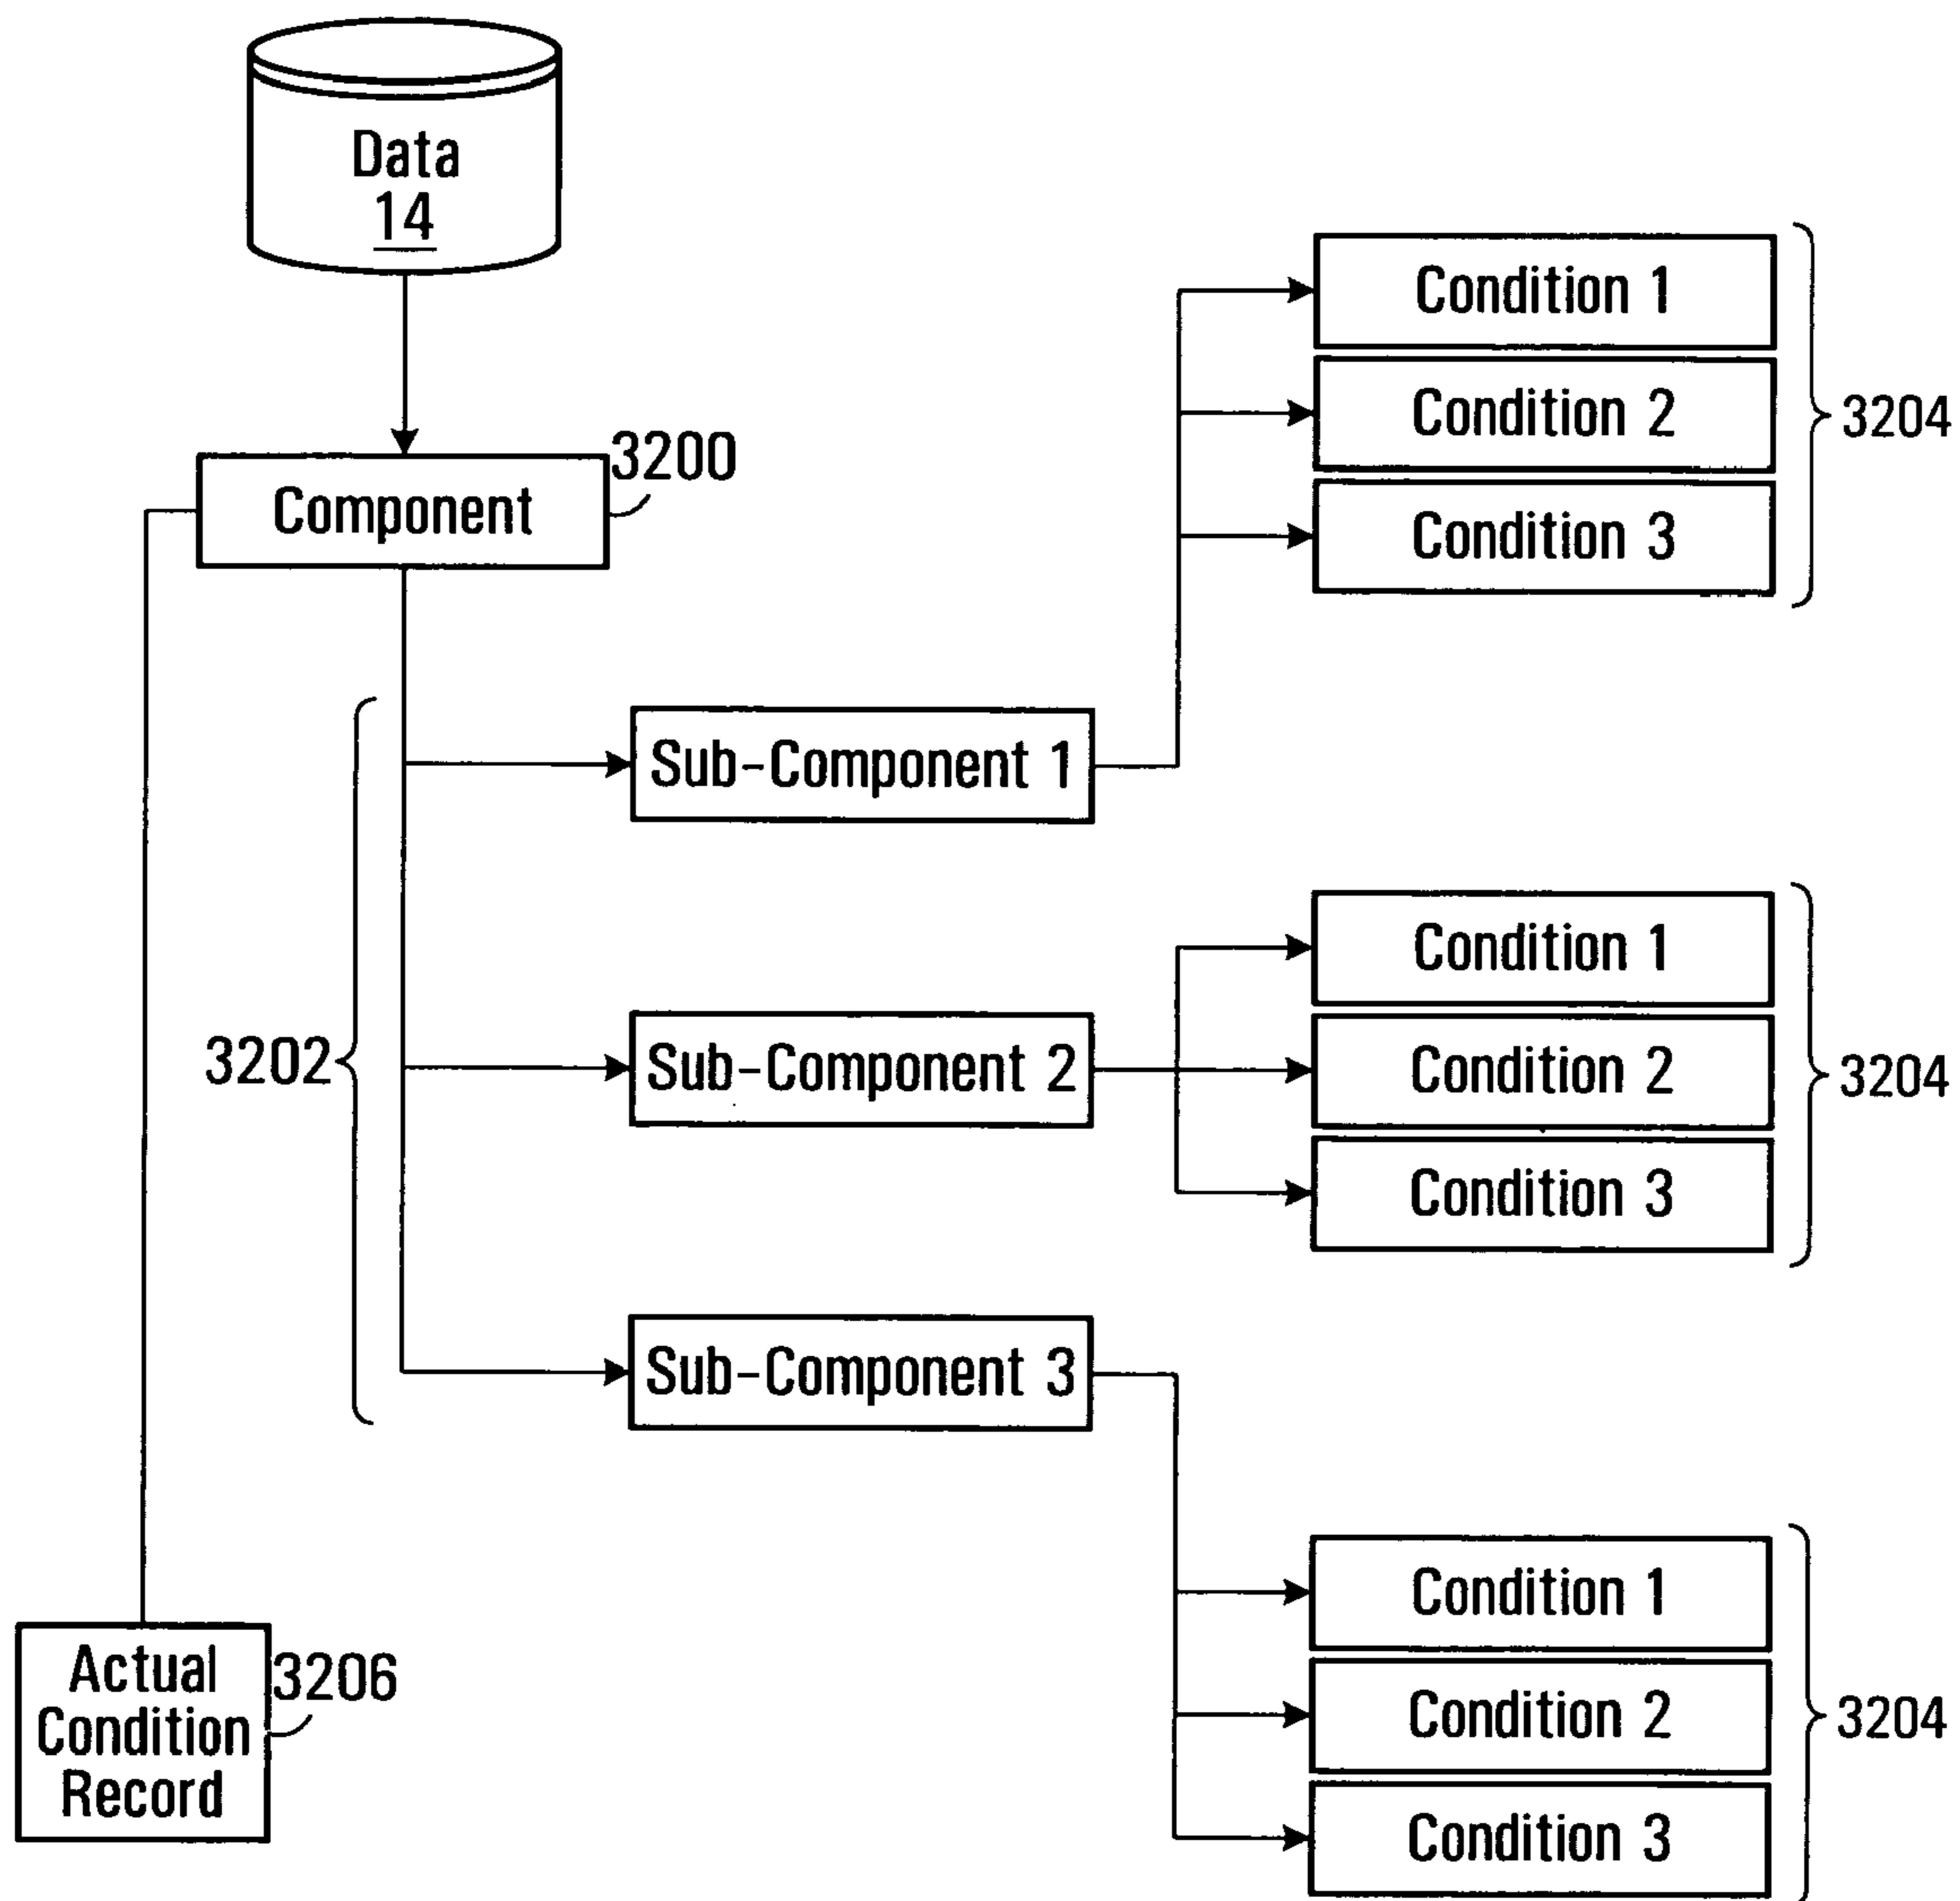 Data
14
3200
Component
Condition 1
Condition 2
Condition 3
3204
3202
Sub-Component 1
Sub-Component 2
Sub-Component 3
Condition 1
Condition 2
Condition 3
3204
Condition 1
Condition 2
Condition 3
3204
Actual
Condition
Record
3206